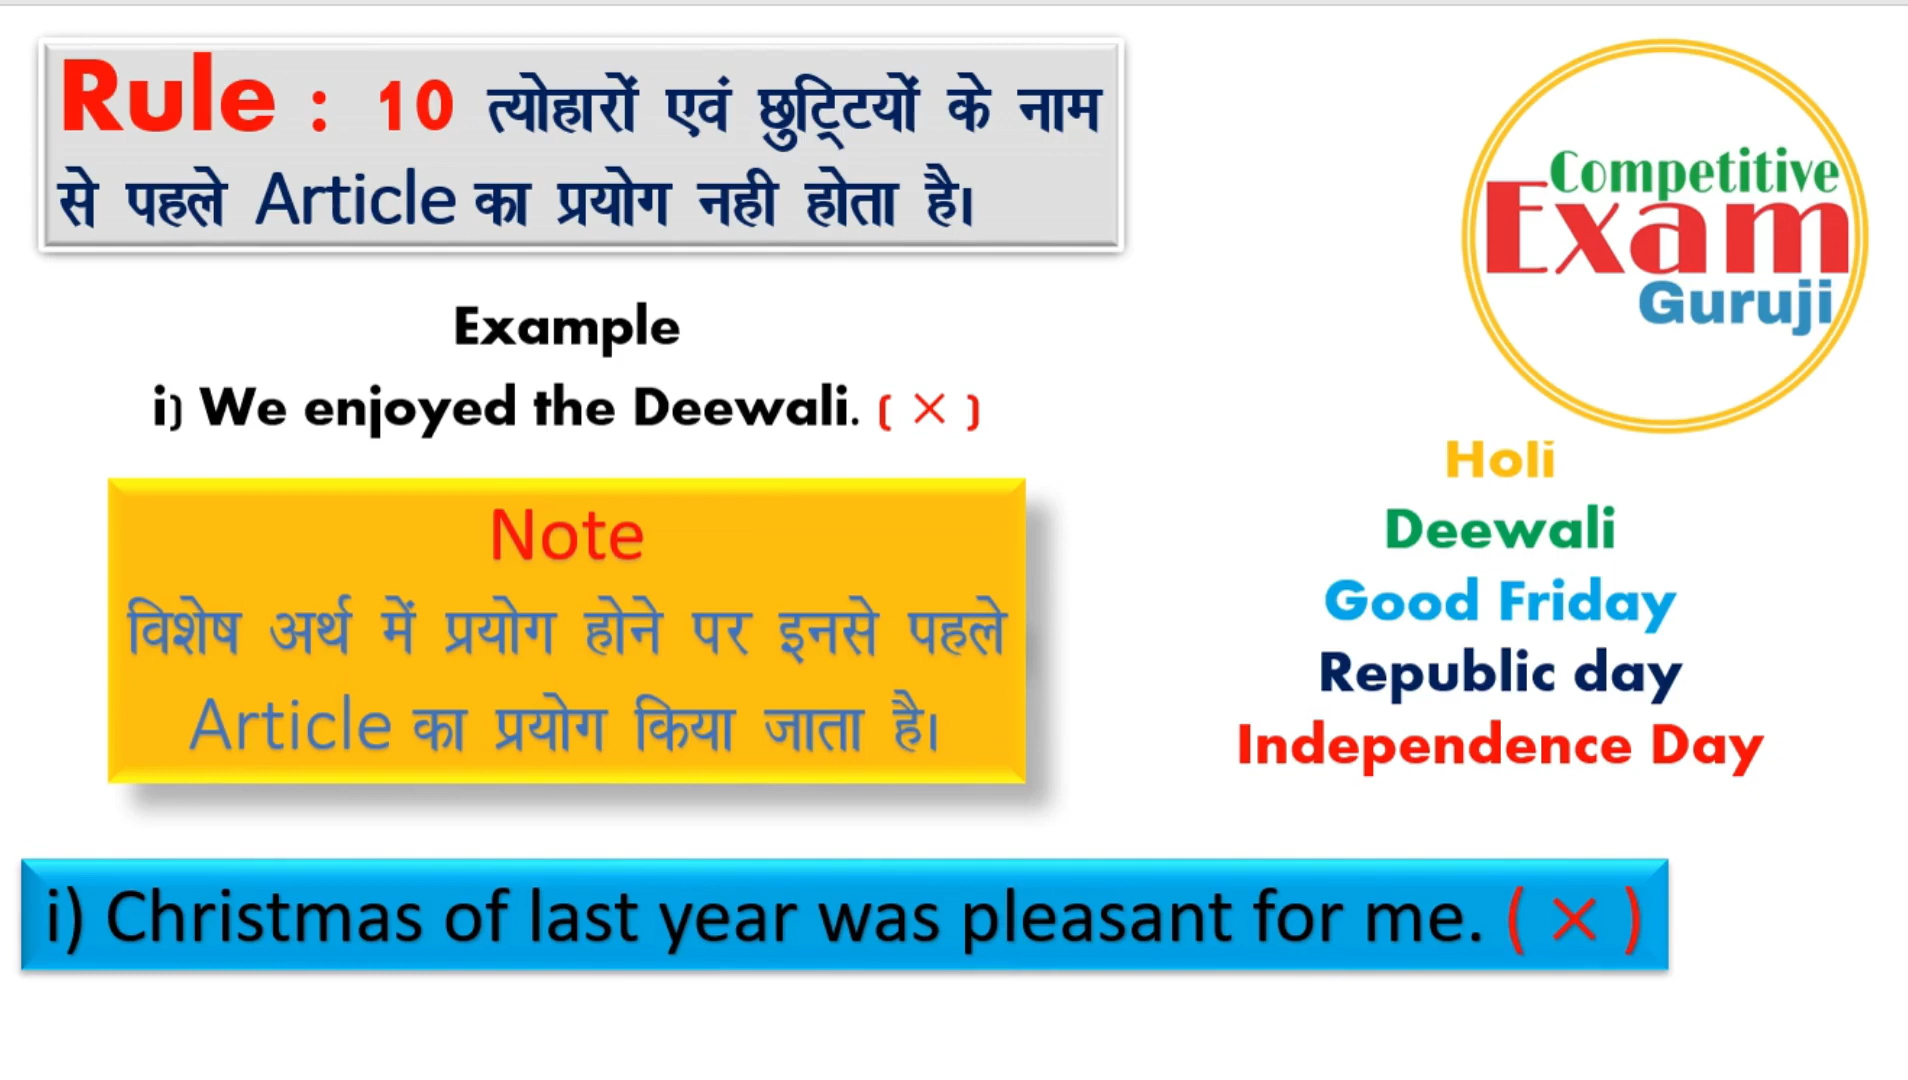 Rule : 10 त्योहारों एवं छुट्टियों के नाम
से पहले Article का प्रयोग नही होता है।
Competitive
Exam
Guruji
Example
i) We enjoyed the Deewali. ( × )
Note
विशेष अर्थ में प्रयोग होने पर इनसे पहले
Article का प्रयोग किया जाता है।
Holi
Deewali
Good Friday
Republic day
Independence Day
i) Christmas of last year was pleasant for me. ( × )